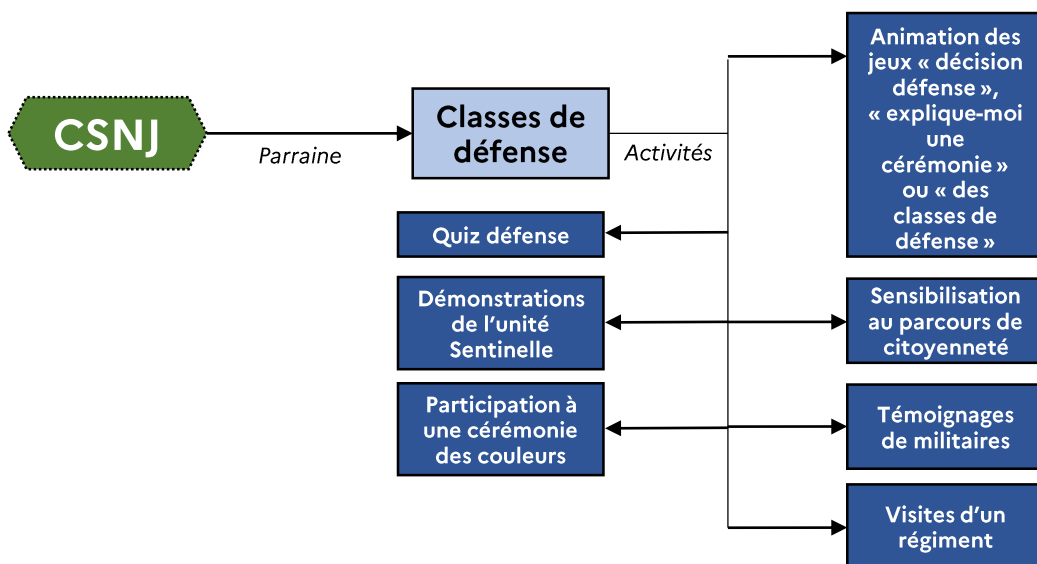 CSNJ
Parraine
Classes de
défense
Activités
Animation des
jeux « décision
défense »,
« explique-moi
une
cérémonie »
ou « des
classes de
défense »
Quiz défense
Démonstrations
de l’unité
Sentinelle
Sensibilisation
au parcours de
citoyenneté
Participation à
une cérémonie
des couleurs
Témoignages
de militaires
Visites d’un
régiment